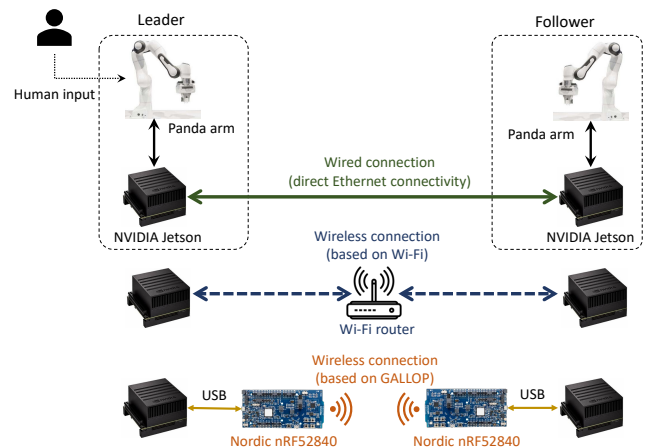 Leader
Follower
Human input
Panda arm
Panda arm
Wired connection
(direct Ethernet connectivity)
NVIDIA Jetson
NVIDIA Jetson
Wireless connection
(based on Wi-Fi)
Wi-Fi router
Wireless connection
(based on GALLOP)
USB
USB
Nordic nRF52840
Nordic nRF52840